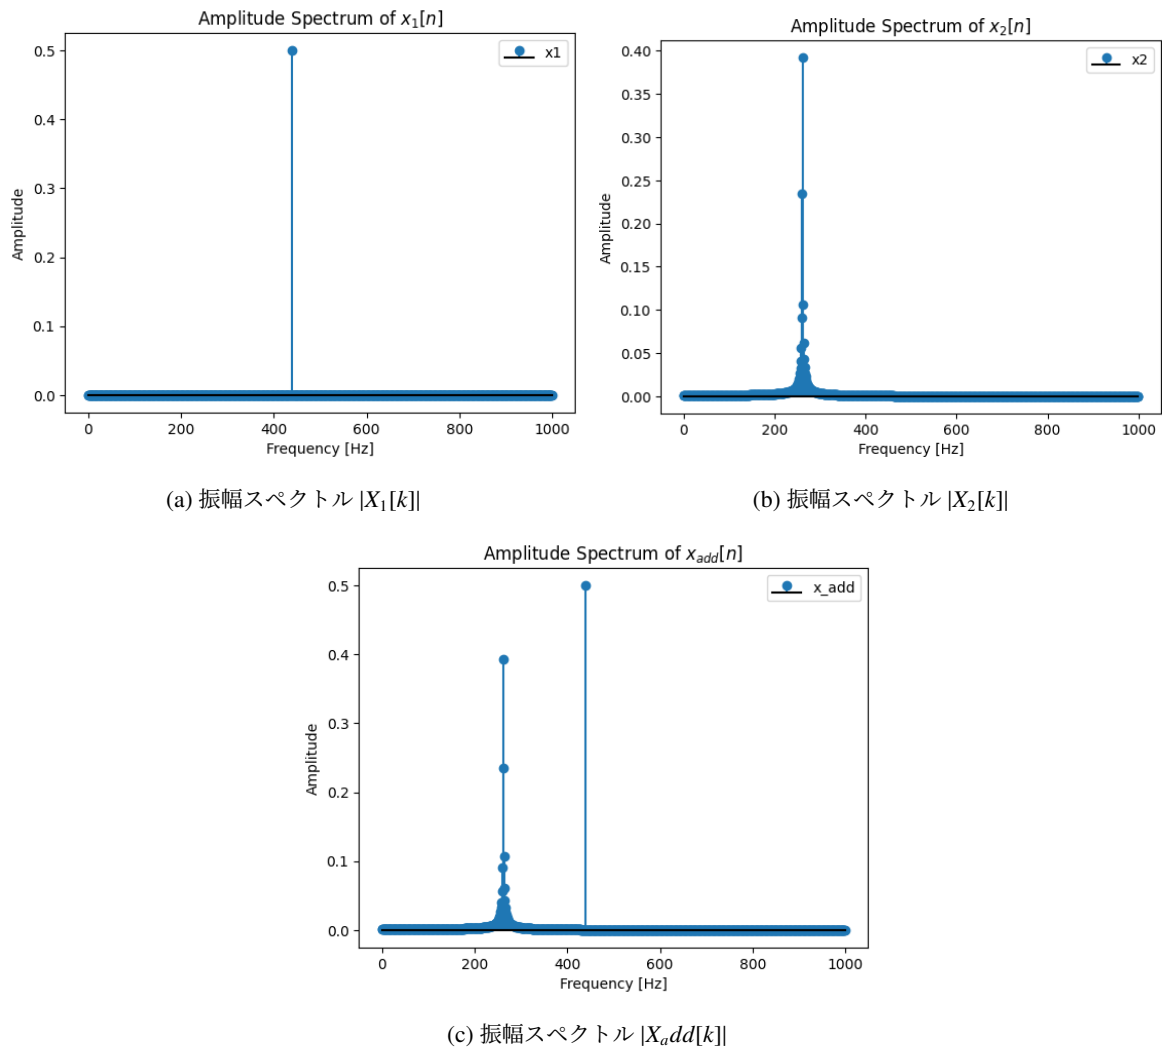 Amplitude Spectrum of x₁[n]
0.5
0.4
0.3
0.2
0.1
0.0
Amplitude
x1
0 200 400 600 800 1000
Frequency [Hz]
(a) 振幅スペクトル |X₁[k]|
Amplitude Spectrum of x₂[n]
0.40
0.35
0.30
0.25
0.20
0.15
0.10
0.05
0.00
Amplitude
x2
0 200 400 600 800 1000
Frequency [Hz]
(b) 振幅スペクトル |X₂[k]|
Amplitude Spectrum of x_{add}[n]
0.5
0.4
0.3
0.2
0.1
0.0
Amplitude
x_add
0 200 400 600 800 1000
Frequency [Hz]
(c) 振幅スペクトル |Xₐdd[k]|